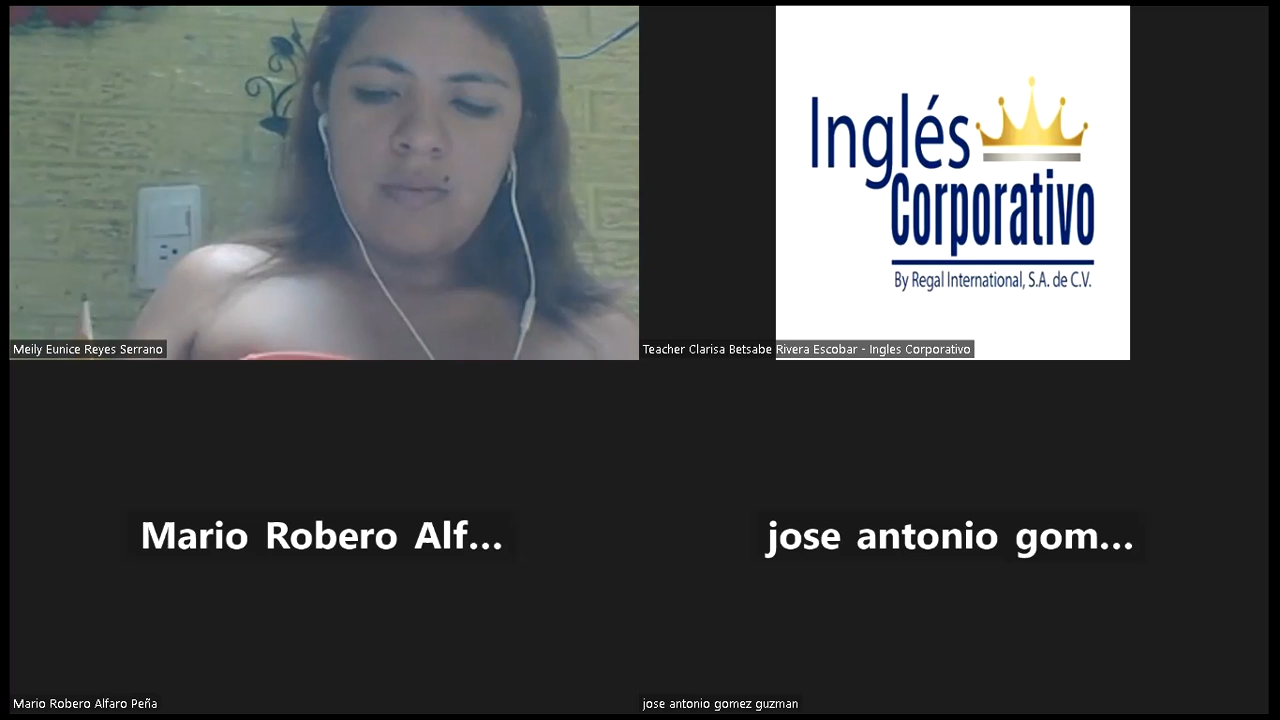 Inglés
Corporativo
By Regal International, S.A. de C.V.
Meily Eunice Reyes Serrano
Teacher Clarisa Betsabe Rivera Escobar - Ingles Corporativo
Mario Robero Alf...
jose antonio gom...
Mario Robero Alfaro Peña
jose antonio gomez guzman